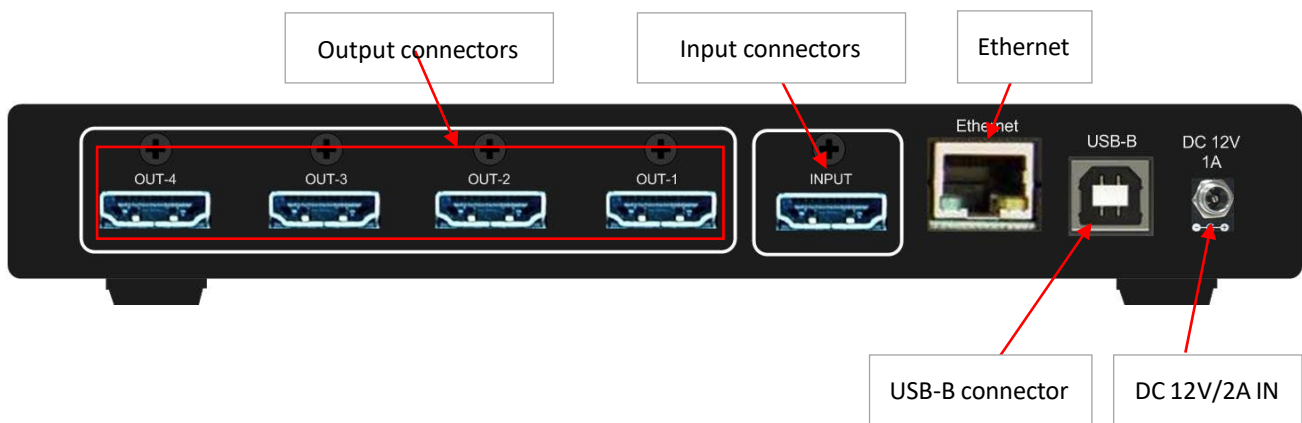 Output connectors
Input connectors
Ethernet
Ethernet
USB-B
DC 12V
1A
OUT-4
OUT-3
OUT-2
OUT-1
INPUT
USB-B connector
DC 12V/2A IN